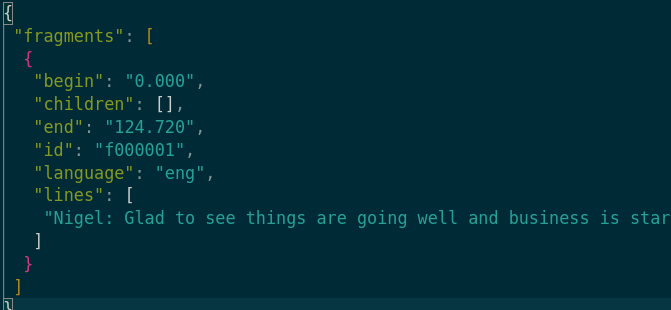 {
"fragments": [
{
"begin": "0.000",
"children": [],
"end": "124.720",
"id": "f000001",
"language": "eng",
"lines": [
"Nigel: Glad to see things are going well and business is star
]
}
]
}